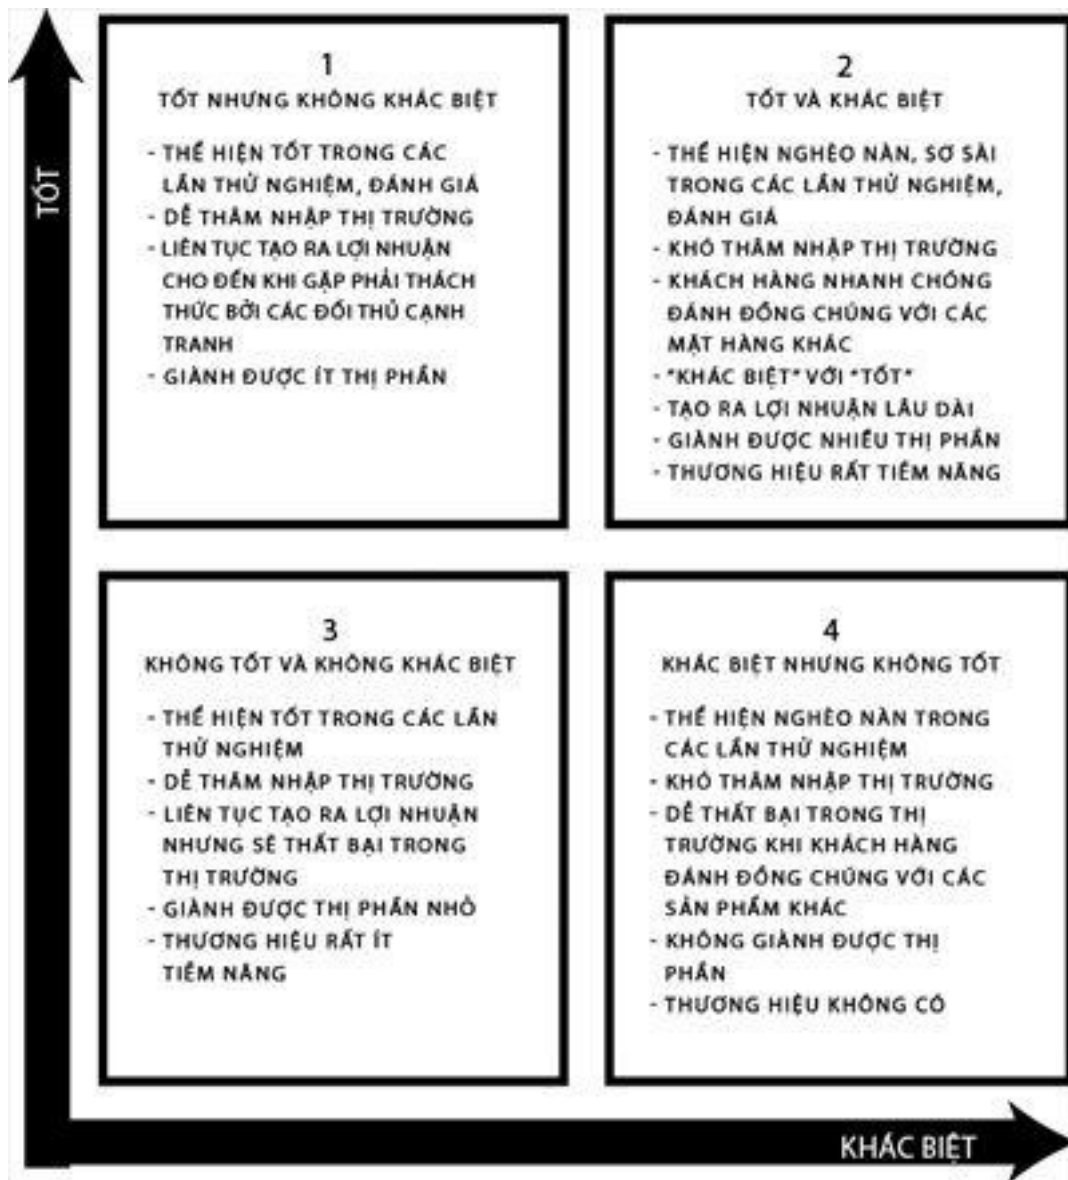 TỐT
1
TỐT NHƯNG KHÔNG KHÁC BIỆT
- THỂ HIỆN TỐT TRONG CÁC
LẦN THỬ NGHIỆM, ĐÁNH GIÁ
- DỄ THÂM NHẬP THỊ TRƯỜNG
- LIÊN TỤC TẠO RA LỢI NHUẬN
CHO ĐẾN KHI GẶP PHẢI THÁCH
THỨC BỞI CÁC ĐỐI THỦ CẠNH
TRANH
- GIÀNH ĐƯỢC ÍT THỊ PHẦN
2
TỐT VÀ KHÁC BIỆT
- THỂ HIỆN NGHÈO NÀN, SƠ SÀI
TRONG CÁC LẦN THỬ NGHIỆM,
ĐÁNH GIÁ
- KHÓ THÂM NHẬP THỊ TRƯỜNG
- KHÁCH HÀNG NHANH CHÓNG
ĐÁNH ĐỒNG CHÚNG VỚI CÁC
MẶT HÀNG KHÁC
- "KHÁC BIỆT" VỚI "TỐT"
- TẠO RA LỢI NHUẬN LÂU DÀI
- GIÀNH ĐƯỢC NHIỀU THỊ PHẦN
- THƯƠNG HIỆU RẤT TIỀM NĂNG
3
KHÔNG TỐT VÀ KHÔNG KHÁC BIỆT
- THỂ HIỆN TỐT TRONG CÁC LẦN
THỬ NGHIỆM
- DỄ THÂM NHẬP THỊ TRƯỜNG
- LIÊN TỤC TẠO RA LỢI NHUẬN
NHƯNG SẼ THẤT BẠI TRONG
THỊ TRƯỜNG
- GIÀNH ĐƯỢC THỊ PHẦN NHỎ
- THƯƠNG HIỆU RẤT ÍT
TIỀM NĂNG
4
KHÁC BIỆT NHƯNG KHÔNG TỐT
- THỂ HIỆN NGHÈO NÀN TRONG
CÁC LẦN THỬ NGHIỆM
- KHÓ THÂM NHẬP THỊ TRƯỜNG
- DỄ THẤT BẠI TRONG THỊ
TRƯỜNG KHI KHÁCH HÀNG
ĐÁNH ĐỒNG CHÚNG VỚI CÁC
SẢN PHẨM KHÁC
- KHÔNG GIÀNH ĐƯỢC THỊ
PHẦN
- THƯƠNG HIỆU KHÔNG CÓ
KHÁC BIỆT